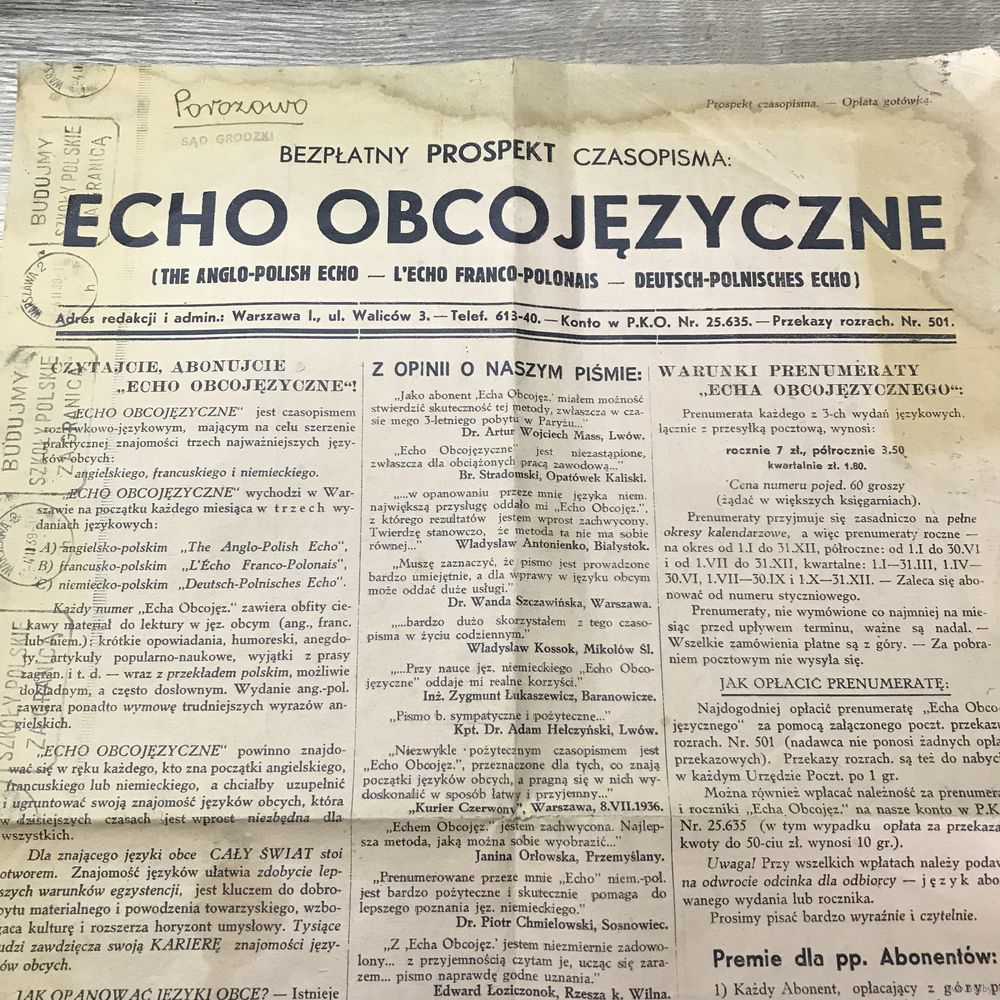 Porozowo
SĄD GRODZKI
Prospekt czasopisma. — Opłata gotówką.
BUDUJMY
SZKOŁY POLSKIE
ZAGRANICĄ
WARSZAWA 2
BEZPŁATNY PROSPEKT CZASOPISMA:
ECHO OBCOJĘZYCZNE
(THE ANGLO-POLISH ECHO — L'ECHO FRANCO-POLONAIS — DEUTSCH-POLNISCHES ECHO)
Adres redakcji i admin.: Warszawa I., ul. Waliców 3. — Telef. 613-40. — Konto w P.K.O. Nr. 25.635. — Przekazy rozrach. Nr. 501.
CZYTAJCIE, ABONUJCIE
„ECHO OBCOJĘZYCZNE“!
„ECHO OBCOJĘZYCZNE“ jest czasopismem
rozrywkowo-językowym, mającym na celu szerzenie
praktycznej znajomości trzech najważniejszych języ-
ków obcych:
angielskiego, francuskiego i niemieckiego.
„ECHO OBCOJĘZYCZNE“ wychodzi w War-
szawie na początku każdego miesiąca w trzech wy-
daniach językowych:
A) angielsko-polskim „The Anglo-Polish Echo“,
B) francusko-polskim „L'Écho Franco-Polonais“,
C) niemiecko-polskim „Deutsch-Polnisches Echo“.
Każdy numer „Echa Obcojęz.“ zawiera obfity cie-
kawy materiał do lektury w jęz. obcym (ang., franc.
lub niem.): krótkie opowiadania, humoreski, anegdo-
ty, artykuły popularno-naukowe, wyjątki z prasy
zagran. i t. d. — wraz z przekładem polskim, możliwie
dokładnym, a często dosłownym. Wydanie ang.-pol.
zawiera ponadto wymowę trudniejszych wyrazów an-
gielskich.
„ECHO OBCOJĘZYCZNE“ powinno znajdo-
wać się w ręku każdego, kto zna początki angielskiego,
francuskiego lub niemieckiego, a chciałby uzupełnić
i ugruntować swoją znajomość języków obcych, która
w dzisiejszych czasach jest wprost niezbędna dla
wszystkich.
Dla znającego języki obce CAŁY ŚWIAT stoi
otworem. Znajomość języków ułatwia zdobycie lep-
szych warunków egzystencji, jest kluczem do dobro-
bytu materialnego i powodzenia towarzyskiego, wzbo-
gaca kulturę i rozszerza horyzont umysłowy. Tysiące
ludzi zawdzięcza swoją KARIERĘ znajomości języ-
ków obcych.
JAK OPANOWAĆ JĘZYKI OBCE? — Istnieje
Z OPINII O NASZYM PIŚMIE:
„Jako abonent ‚Echa Obcojęz.’ miałem możność
stwierdzić skuteczność tej metody, zwłaszcza w cza-
sie mego 3-letniego pobytu w Paryżu...“
Dr. Artur Wojciech Mass, Lwów.
„Echo Obcojęzyczne“ jest niezastąpione,
zwłaszcza dla obciążonych pracą zawodową...“
Br. Stradomski, Opatówek Kaliski.
„...w opanowaniu przeze mnie języka niem.
największą przysługę oddało mi „Echo Obcojęz.“,
z którego rezultatów jestem wprost zachwycony.
Twierdzę stanowczo, że metoda ta nie ma sobie
równej...“ Władysław Antonienko, Białystok.
„Muszę zaznaczyć, że pismo jest prowadzone
bardzo umiejętnie, a dla wprawy w języku obcym
może oddać duże usługi.“
Dr. Wanda Szczawińska, Warszawa.
„...bardzo dużo skorzystałem z tego czaso-
pisma w życiu codziennym.“
Władysław Kossok, Mikołów Śl.
„...Przy nauce jęz. niemieckiego „Echo Obco-
języczne“ oddaje mi realne korzyści.“
Inż. Zygmunt Łukaszewicz, Baranowicze.
„Pismo b. sympatyczne i pożyteczne...“
Kpt. Dr. Adam Hełczyński, Lwów.
„Niezwykle pożytecznym czasopismem jest
„Echo Obcojęz.“, przeznaczone dla tych, co znają
początki języków obcych, a pragną się w nich wy-
doskonalić w sposób łatwy i przyjemny...“
„Kurier Czerwony“, Warszawa, 8.VII.1936.
„Echem Obcojęz.“ jestem zachwycona. Najlep-
sza metoda, jaką można sobie wyobrazić...“
Janina Orłowska, Przemyślany.
„Prenumerowane przeze mnie „Echo“ niem.-pol.
jest bardzo pożyteczne i skutecznie pomaga do
lepszego poznania jęz. niemieckiego.“
Dr. Piotr Chmielowski, Sosnowiec.
„Z ‚Echa Obcojęz.’ jestem niezmiernie zadowo-
lony... z przyjemnością czytam je, ucząc się zara-
zem... pismo naprawdę godne uznania.“
Edward Łoziczonok, Rzesza k. Wilna.
WARUNKI PRENUMERATY
„ECHA OBCOJĘZYCZNEGO“:
Prenumerata każdego z 3-ch wydań językowych,
łącznie z przesyłką pocztową, wynosi:
rocznie 7 zł., półrocznie 3.50,
kwartalnie zł. 1.80.
Cena numeru pojed. 60 groszy
(żądać w większych księgarniach).
Prenumeraty przyjmuje się zasadniczo na pełne
okresy kalendarzowe, a więc prenumeraty roczne —
na okres od 1.I do 31.XII, półroczne: od 1.I do 30.VI
i od 1.VII do 31.XII, kwartalne: 1.I—31.III, 1.IV—
30.VI, 1.VII—30.IX i 1.X—31.XII. — Zaleca się abo-
nować od numeru styczniowego.
Prenumeraty, nie wymówione co najmniej na mie-
siąc przed upływem terminu, ważne są nadal. —
Wszelkie zamówienia płatne są z góry. — Za pobra-
niem pocztowym nie wysyła się.
JAK OPŁACIĆ PRENUMERATĘ:
Najdogodniej opłacić prenumeratę „Echa Obco-
języcznego“ za pomocą załączonego poczt. przekazu
rozrach. Nr. 501 (nadawca nie ponosi żadnych opła
przekazowych). Przekazy rozrach. są też do nabyc
w każdym Urzędzie Poczt. po 1 gr.
Można również wpłacać należność za prenumera
i roczniki „Echa Obcojęz.“ na nasze konto w P.K
Nr. 25.635 (w tym wypadku opłata za przekaza
kwoty do 50-ciu zł. wynosi 10 gr.).
Uwaga! Przy wszelkich wpłatach należy podaw
na odwrocie odcinka dla odbiorcy — język abo
wanego wydania lub rocznika.
Prosimy pisać bardzo wyraźnie i czytelnie.
Premie dla pp. Abonentów:
1) Każdy Abonent, opłacający z góry p